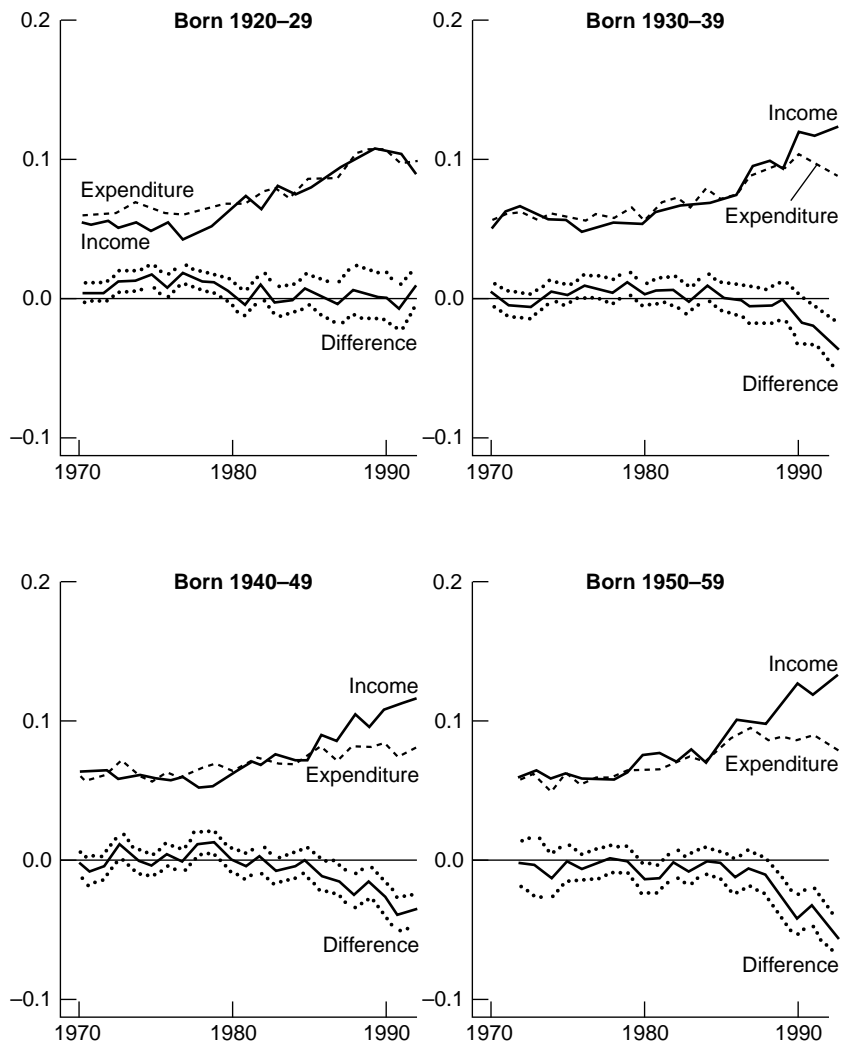 Born 1920–29
0.2
0.1
0.0
–0.1
Expenditure
Income
Difference
1970
1980
1990
Born 1930–39
0.2
0.1
0.0
–0.1
Income
Expenditure
Difference
1970
1980
1990
Born 1940–49
0.2
0.1
0.0
–0.1
Income
Expenditure
Difference
1970
1980
1990
Born 1950–59
0.2
0.1
0.0
–0.1
Income
Expenditure
Difference
1970
1980
1990